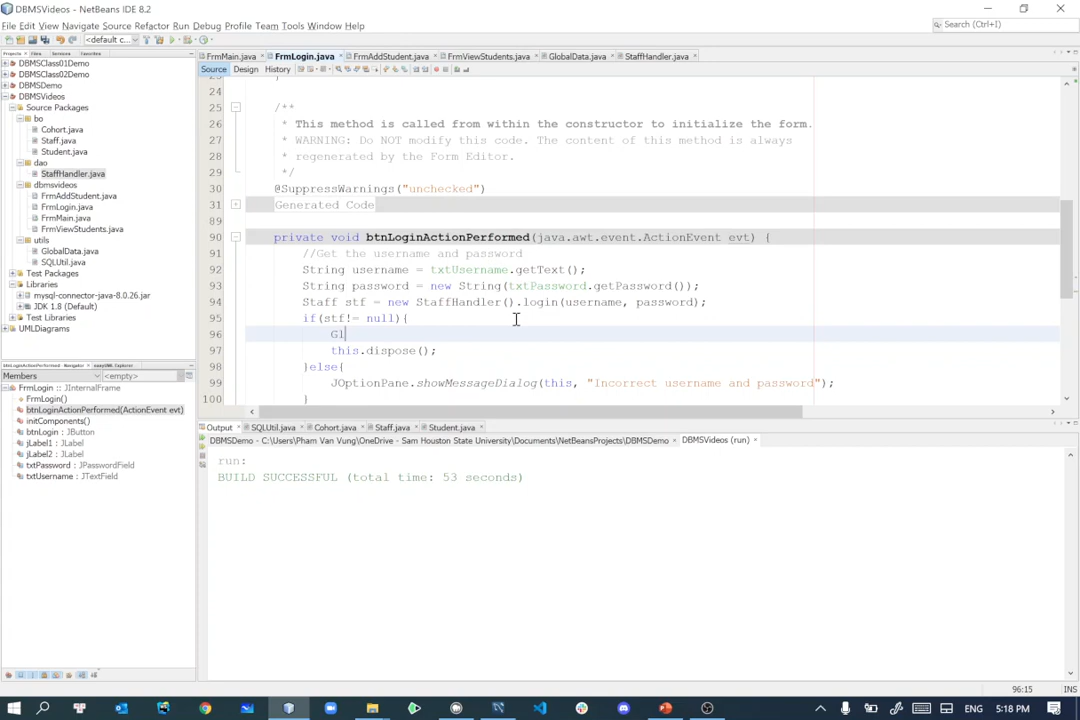 DBMSVideos - NetBeans IDE 8.2
File Edit View Navigate Source Refactor Run Debug Profile Team Tools Window Help
Search (Ctrl+I)
<default c...
Projects Files Services Favorites
FrmMain.java FrmLogin.java FrmAddStudent.java FrmViewStudents.java GlobalData.java StaffHandler.java
Source Design History
DBMSClass01Demo
DBMSClass02Demo
DBMSDemo
DBMSVideos
Source Packages
bo
Cohort.java
Staff.java
Student.java
dao
StaffHandler.java
dbmsvideos
FrmAddStudent.java
FrmLogin.java
FrmMain.java
FrmViewStudents.java
utils
GlobalData.java
SQLUtil.java
Test Packages
Libraries
mysql-connector-java-8.0.26.jar
JDK 1.8 (Default)
Test Libraries
UMLDiagrams
24
25 /**
26 * This method is called from within the constructor to initialize the form.
27 * WARNING: Do NOT modify this code. The content of this method is always
28 * regenerated by the Form Editor.
29 */
30 @SuppressWarnings("unchecked")
31 Generated Code
89
90 private void btnLoginActionPerformed(java.awt.event.ActionEvent evt) {
91 //Get the username and password
92 String username = txtUsername.getText();
93 String password = new String(txtPassword.getPassword());
94 Staff stf = new StaffHandler().login(username, password);
95 if(stf!= null){
96 Gl
97 this.dispose();
98 }else{
99 JOptionPane.showMessageDialog(this, "Incorrect username and password");
100 }
btnLoginActionPerformed - Navigator easyUML Explorer
Members <empty>
FrmLogin :: JInternalFrame
FrmLogin()
btnLoginActionPerformed(ActionEvent evt)
initComponents()
btnLogin : JButton
jLabel1 : JLabel
jLabel2 : JLabel
txtPassword : JPasswordField
txtUsername : JTextField
Output SQLUtil.java Cohort.java Staff.java Student.java
DBMSDemo - C:\Users\Pham Van Vung\OneDrive - Sam Houston State University\Documents\NetBeansProjects\DBMSDemo DBMSVideos (run)
run:
BUILD SUCCESSFUL (total time: 53 seconds)
96:15 INS
ENG 5:18 PM